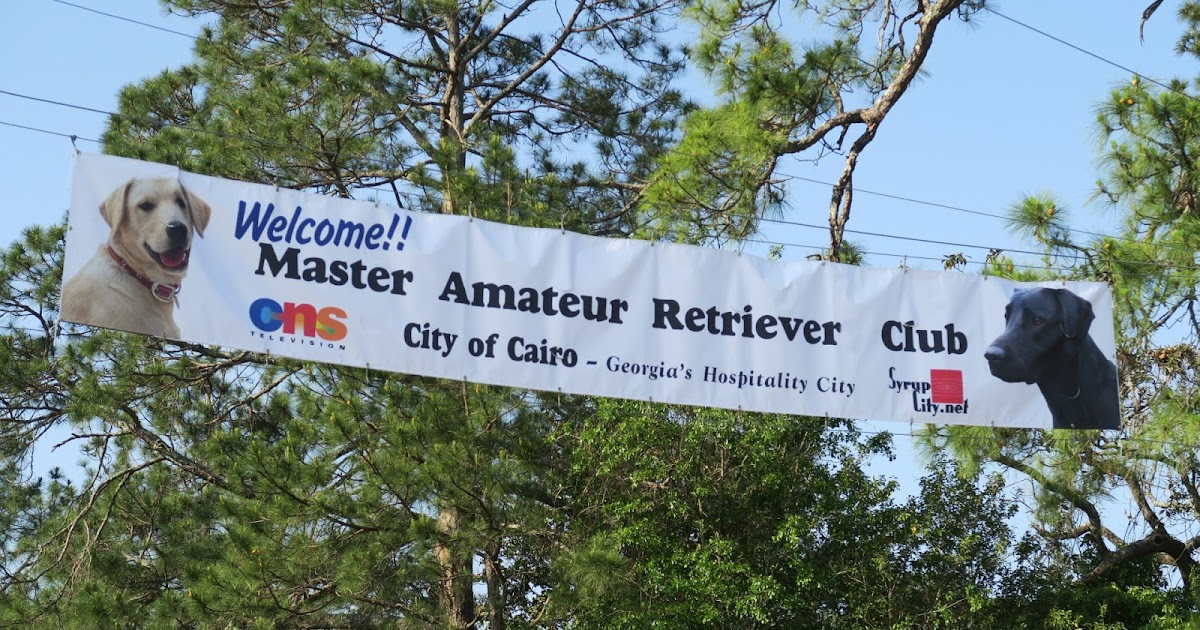 Welcome!!
Master Amateur Retriever Club
cns
TELEVISION
City of Cairo – Georgia's Hospitality City
Syrup
City.net